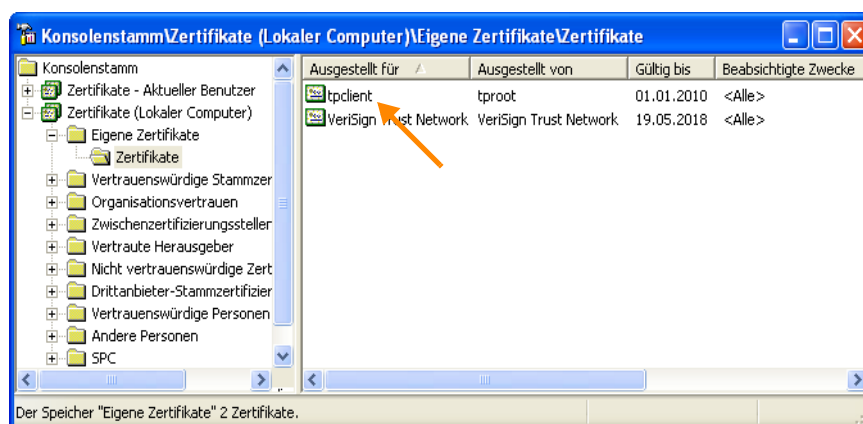 Konsolenstamm\Zertifikate (Lokaler Computer)\Eigene Zertifikate\Zertifikate
Konsolenstamm
Zertifikate - Aktueller Benutzer
Zertifikate (Lokaler Computer)
Eigene Zertifikate
Zertifikate
Vertrauenswürdige Stammzer
Organisationsvertrauen
Zwischenzertifizierungsstellen
Vertraute Herausgeber
Nicht vertrauenswürdige Zert
Drittanbieter-Stammzertifizier
Vertrauenswürdige Personen
Andere Personen
SPC
Ausgestellt für Ausgestellt von Gültig bis Beabsichtigte Zwecke
tpclient tproot 01.01.2010 <Alle>
VeriSign Trust Network VeriSign Trust Network 19.05.2018 <Alle>
Der Speicher "Eigene Zertifikate" 2 Zertifikate.